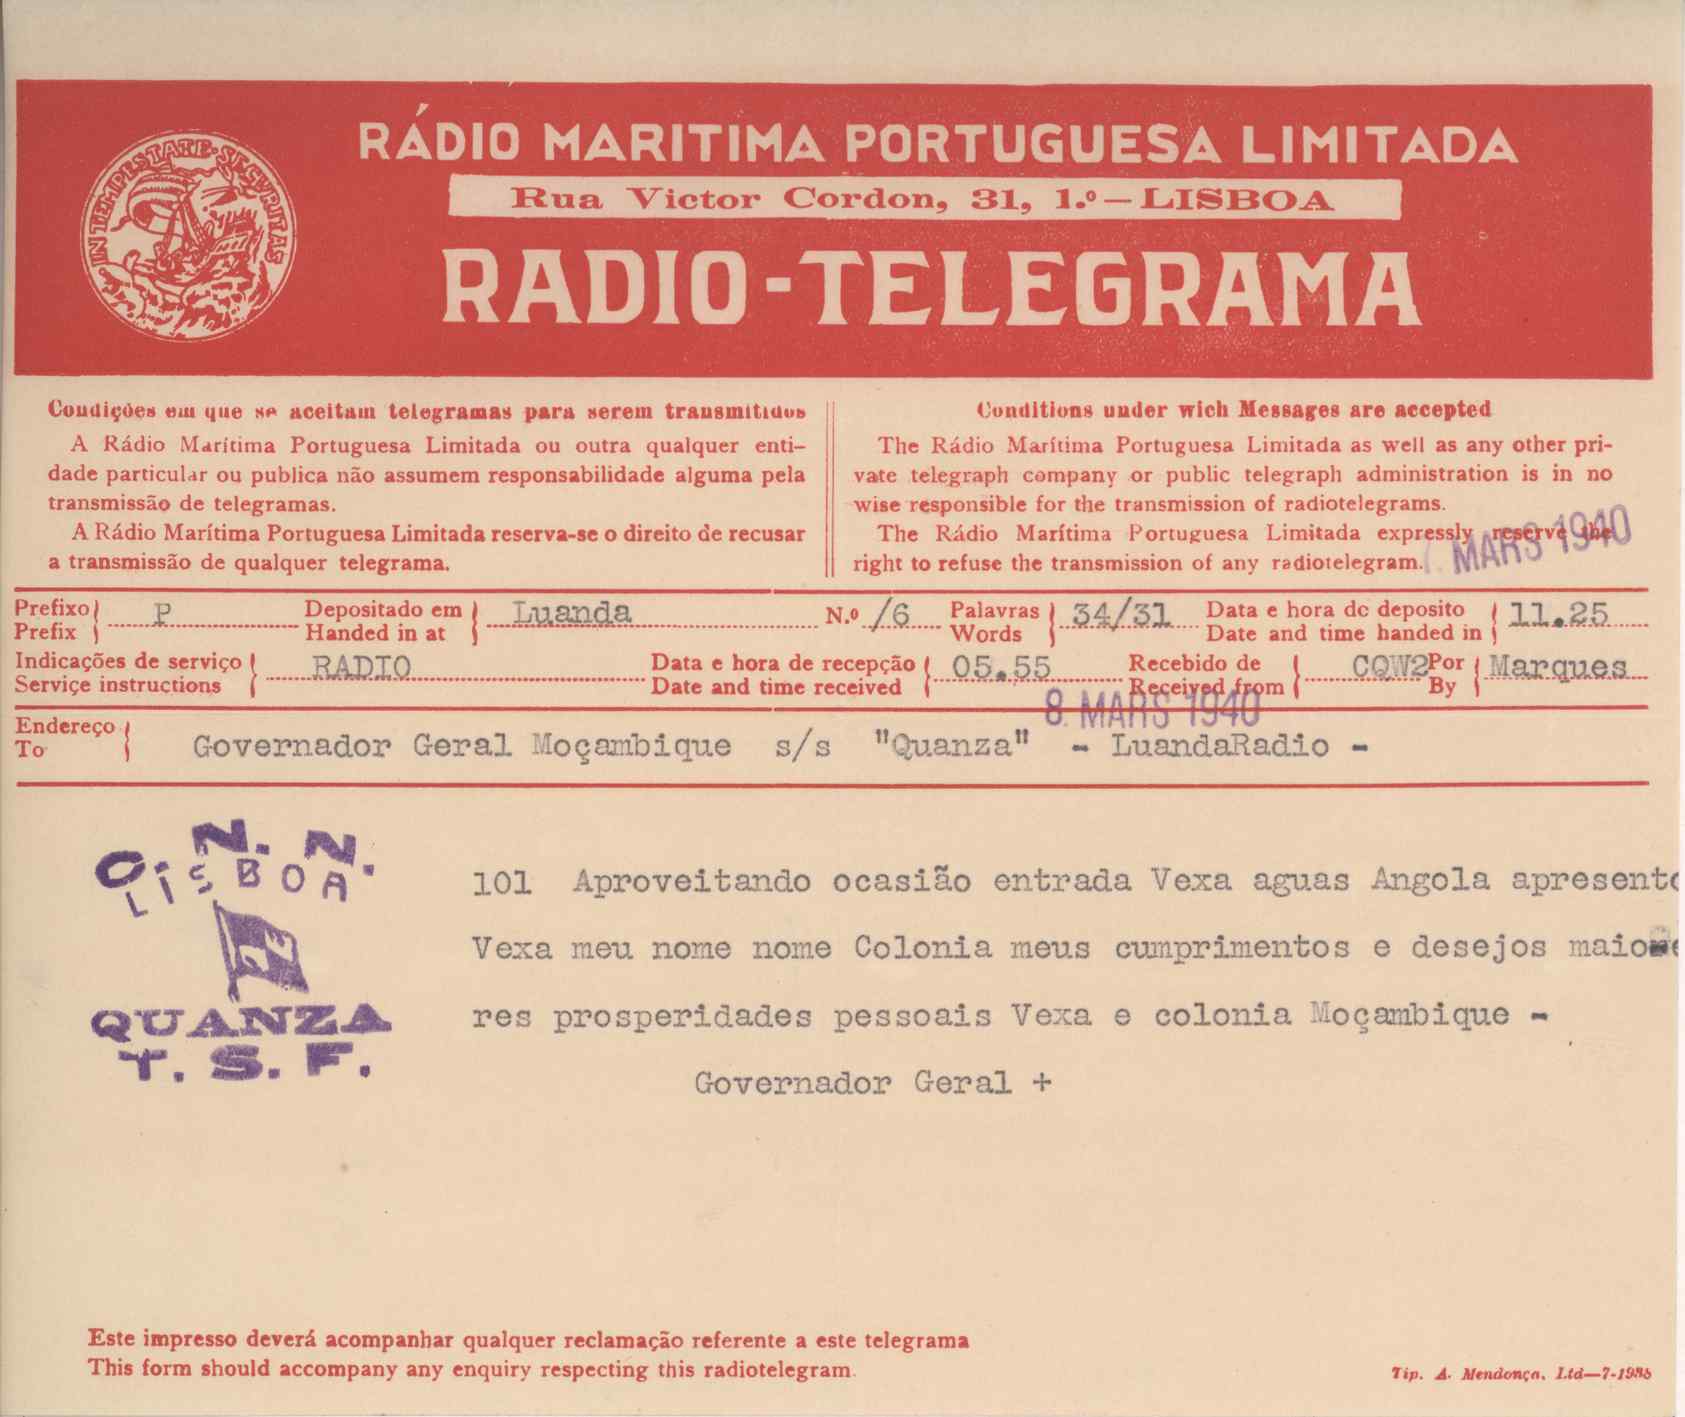 IN TEMPESTATE SECVRITAS
RÁDIO MARITIMA PORTUGUESA LIMITADA
Rua Victor Cordon, 31, 1.º—LISBOA
RADIO-TELEGRAMA
Condições em que se aceitam telegramas para serem transmitidos
A Rádio Marítima Portuguesa Limitada ou outra qualquer enti-
dade particular ou publica não assumem responsabilidade alguma pela
transmissão de telegramas.
A Rádio Marítima Portuguesa Limitada reserva-se o direito de recusar
a transmissão de qualquer telegrama.
Conditions under wich Messages are accepted
The Rádio Marítima Portuguesa Limitada as well as any other pri-
vate telegraph company or public telegraph administration is in no
wise responsible for the transmission of radiotelegrams.
The Rádio Marítima Portuguesa Limitada expressly reserve the
right to refuse the transmission of any radiotelegram.
MARS 1940
Prefixo P Depositado em Luanda N.º /6 Palavras 34/31 Data e hora de deposito 11.25
Prefix Handed in at Words Date and time handed in
Indicações de serviço RADIO Data e hora de recepção 05.55 Recebido de CQW2 Por Marques
Service instructions Date and time received Received from By
8 MARS 1940
Endereço
To Governador Geral Moçambique s/s "Quanza" - LuandaRadio -
C. N. N.
LISBOA
QUANZA
T. S. F.
101 Aproveitando ocasião entrada Vexa aguas Angola apresento
Vexa meu nome nome Colonia meus cumprimentos e desejos maio
res prosperidades pessoais Vexa e colonia Moçambique -
Governador Geral +
Este impresso deverá acompanhar qualquer reclamação referente a este telegrama
This form should accompany any enquiry respecting this radiotelegram.
Tip. A. Mendonça, Ltd—7-